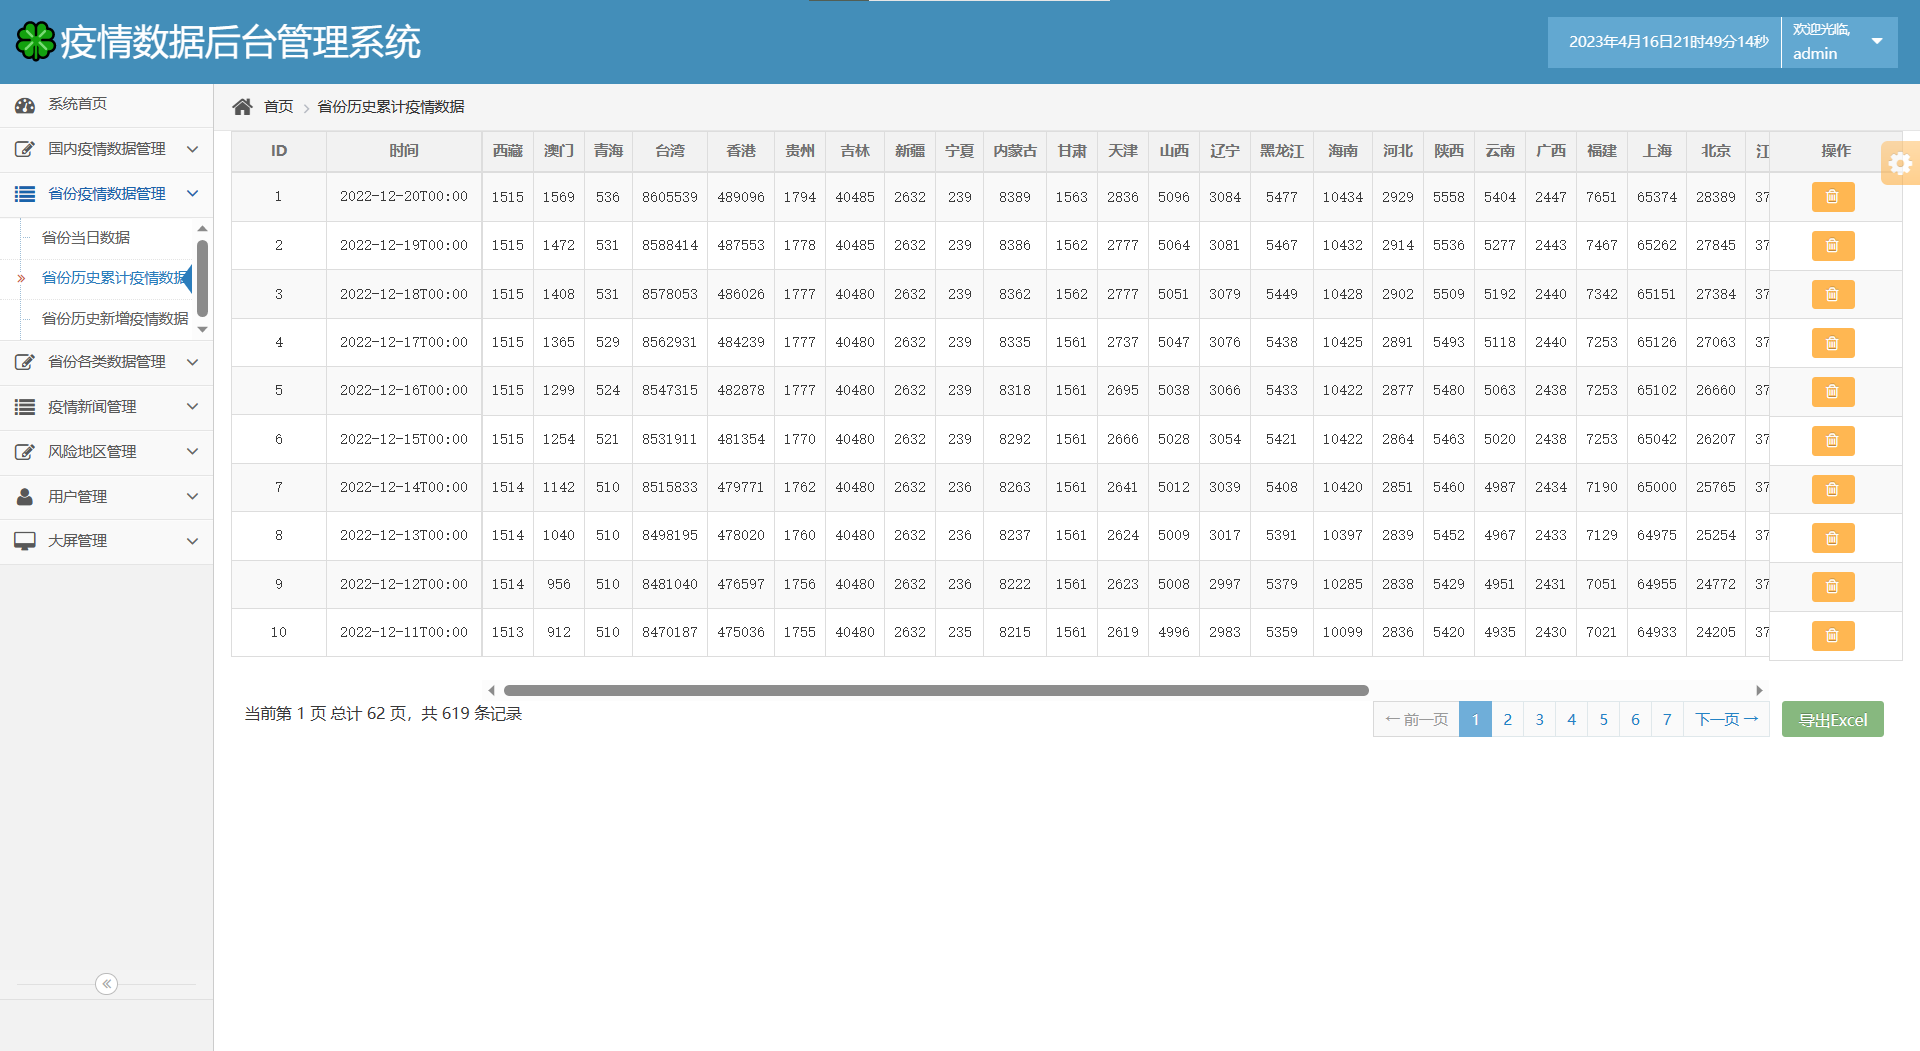 疫情数据后台管理系统
2023年4月16日21时49分14秒
欢迎光临,
admin
系统首页
国内疫情数据管理
省份疫情数据管理
省份当日数据
省份历史累计疫情数据
省份历史新增疫情数据
省份各类数据管理
疫情新闻管理
风险地区管理
用户管理
大屏管理
首页 > 省份历史累计疫情数据
ID 时间 西藏 澳门 青海 台湾 香港 贵州 吉林 新疆 宁夏 内蒙古 甘肃 天津 山西 辽宁 黑龙江 海南 河北 陕西 云南 广西 福建 上海 北京 江 操作
1 2022-12-20T00:00 1515 1569 536 8605539 489096 1794 40485 2632 239 8389 1563 2836 5096 3084 5477 10434 2929 5558 5404 2447 7651 65374 28389 37
2 2022-12-19T00:00 1515 1472 531 8588414 487553 1778 40485 2632 239 8386 1562 2777 5064 3081 5467 10432 2914 5536 5277 2443 7467 65262 27845 37
3 2022-12-18T00:00 1515 1408 531 8578053 486026 1777 40480 2632 239 8362 1562 2777 5051 3079 5449 10428 2902 5509 5192 2440 7342 65151 27384 37
4 2022-12-17T00:00 1515 1365 529 8562931 484239 1777 40480 2632 239 8335 1561 2737 5047 3076 5438 10425 2891 5493 5118 2440 7253 65126 27063 37
5 2022-12-16T00:00 1515 1299 524 8547315 482878 1777 40480 2632 239 8318 1561 2695 5038 3066 5433 10422 2877 5480 5063 2438 7253 65102 26660 37
6 2022-12-15T00:00 1515 1254 521 8531911 481354 1770 40480 2632 239 8292 1561 2666 5028 3054 5421 10422 2864 5463 5020 2438 7253 65042 26207 37
7 2022-12-14T00:00 1514 1142 510 8515833 479771 1762 40480 2632 236 8263 1561 2641 5012 3039 5408 10420 2851 5460 4987 2434 7190 65000 25765 37
8 2022-12-13T00:00 1514 1040 510 8498195 478020 1760 40480 2632 236 8237 1561 2624 5009 3017 5391 10397 2839 5452 4967 2433 7129 64975 25254 37
9 2022-12-12T00:00 1514 956 510 8481040 476597 1756 40480 2632 236 8222 1561 2623 5008 2997 5379 10285 2838 5429 4951 2431 7051 64955 24772 37
10 2022-12-11T00:00 1513 912 510 8470187 475036 1755 40480 2632 235 8215 1561 2619 4996 2983 5359 10099 2836 5420 4935 2430 7021 64933 24205 37
当前第 1 页 总计 62 页，共 619 条记录
←前一页 1 2 3 4 5 6 7 下一页→ 导出Excel